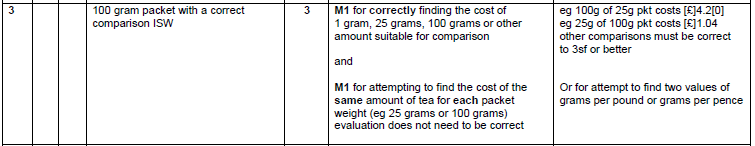 3
100 gram packet with a correct
comparison ISW
3
M1 for correctly finding the cost of
1 gram, 25 grams, 100 grams or other
amount suitable for comparison
and
M1 for attempting to find the cost of the
same amount of tea for each packet
weight (eg 25 grams or 100 grams)
evaluation does not need to be correct
eg 100g of 25g pkt costs [£]4.2[0]
eg 25g of 100g pkt costs [£]1.04
other comparisons must be correct
to 3sf or better
Or for attempt to find two values of
grams per pound or grams per pence